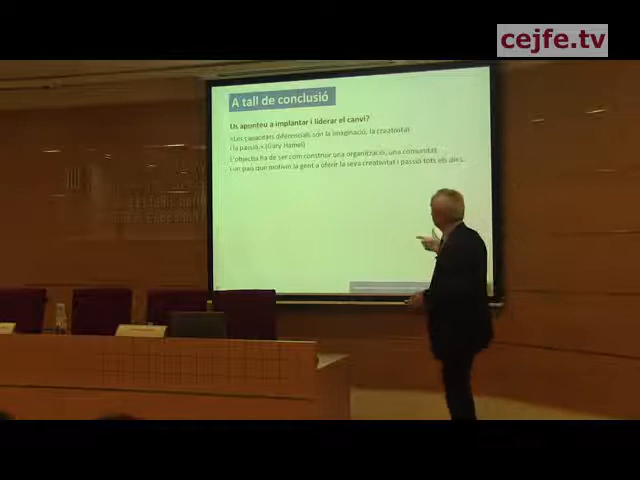 cejfe.tv
A tall de conclusió
Us apunteu a implantar i liderar el canvi?
«Les capacitats diferencials són la imaginació, la creativitat
i la passió.» (Gary Hamel)
L'objectiu ha de ser com construir una organització, una comunitat
i un país que motivin la gent a oferir la seva creativitat i passió tots els dies.